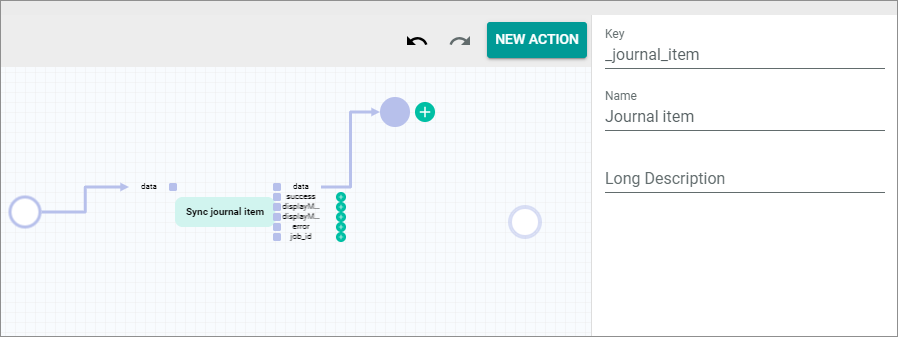 NEW ACTION
Key
_journal_item
Name
Journal item
Long Description
data
Sync journal item
data
success
displayM...
displayM...
error
job_id